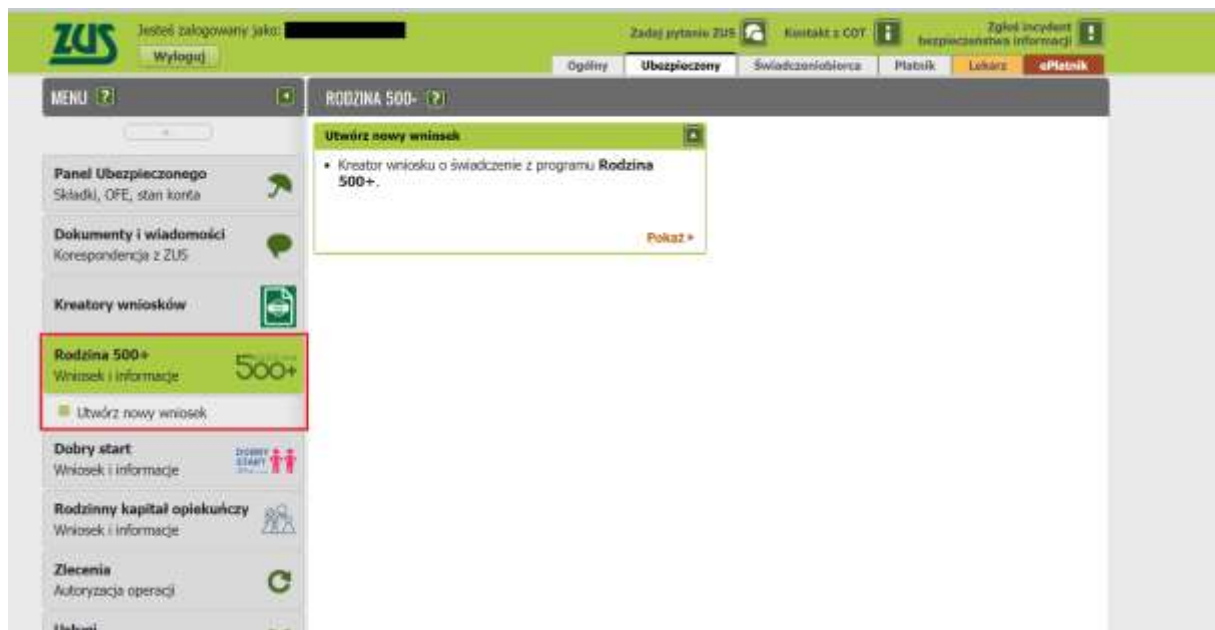 ZUS
Jesteś zalogowany jako:
Wyloguj
Zadaj pytanie ZUS
Kontakt z COT
Zgłoś incydent
bezpieczeństwa informacji
Ogólny
Ubezpieczony
Świadczeniobiorca
Płatnik
Lekarz
ePłatnik
MENU [?]
RODZINA 500- [?]
Utwórz nowy wniosek
• Kreator wniosku o świadczenie z programu Rodzina
500+.
Pokaż
Panel Ubezpieczonego
Składki, OFE, stan konta
Dokumenty i wiadomości
Korespondencja z ZUS
Kreatory wniosków
Rodzina 500+
Wniosek i informacje
500+
Utwórz nowy wniosek
Dobry start
Wniosek i informacje
DOBRY
START
Rodzinny kapitał opiekuńczy
Wniosek i informacje
Zlecenia
Autoryzacja operacji
Usługi